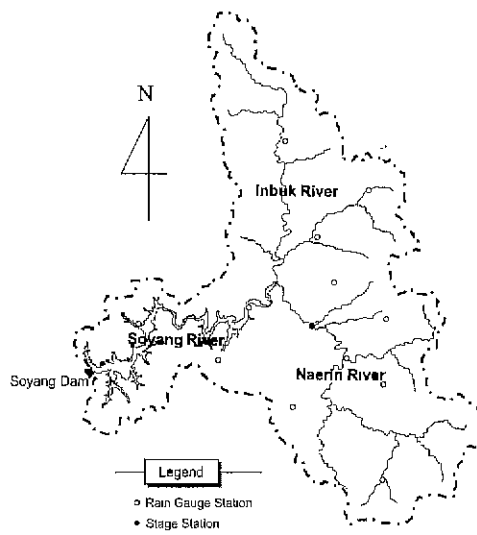 N
Inbuk River
Soyang River
Soyang Dam
Naerin River
Legend
Rain Gauge Station
Stage Station